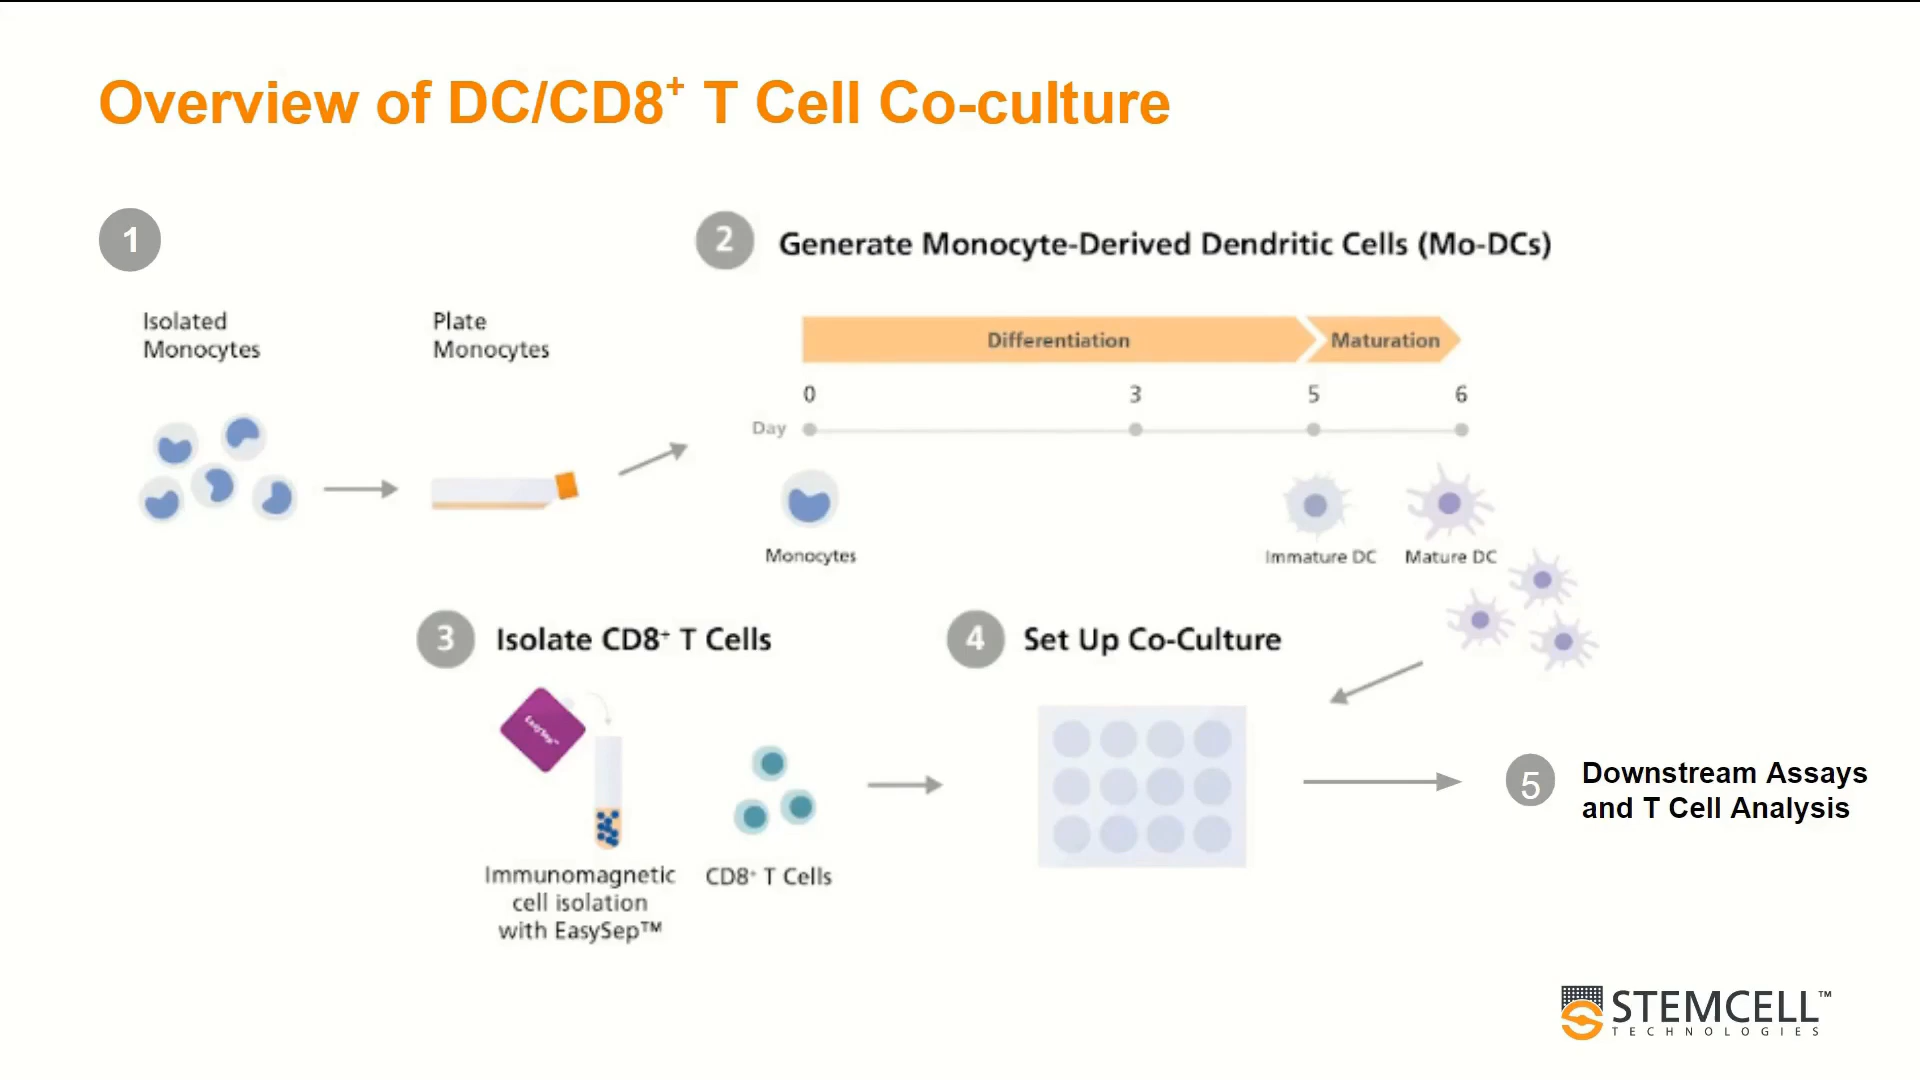 Overview of DC/CD8⁺ T Cell Co-culture
1
Isolated
Monocytes
Plate
Monocytes
2
Generate Monocyte-Derived Dendritic Cells (Mo-DCs)
Differentiation
Maturation
0
3
5
6
Day
Monocytes
Immature DC
Mature DC
3
Isolate CD8⁺ T Cells
EasySep™
Immunomagnetic
cell isolation
with EasySep™
CD8⁺ T Cells
4
Set Up Co-Culture
5
Downstream Assays
and T Cell Analysis
STEMCELL™
TECHNOLOGIES